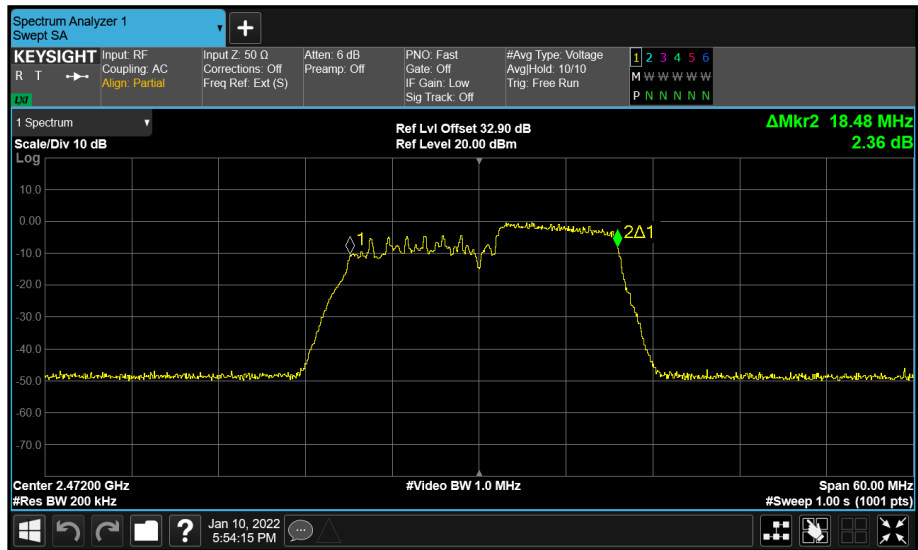 Spectrum Analyzer 1
Swept SA
KEYSIGHT
R T
LXI
Input: RF
Coupling: AC
Align: Partial
Input Z: 50 Ω
Corrections: Off
Freq Ref: Ext (S)
Atten: 6 dB
Preamp: Off
PNO: Fast
Gate: Off
IF Gain: Low
Sig Track: Off
#Avg Type: Voltage
Avg|Hold: 10/10
Trig: Free Run
1 2 3 4 5 6
M W W W W W
P N N N N N
1 Spectrum
Scale/Div 10 dB
Ref Lvl Offset 32.90 dB
Ref Level 20.00 dBm
ΔMkr2 18.48 MHz
2.36 dB
Log
10.0
0.00
-10.0
-20.0
-30.0
-40.0
-50.0
-60.0
-70.0
1
2Δ1
Center 2.47200 GHz
#Res BW 200 kHz
#Video BW 1.0 MHz
Span 60.00 MHz
#Sweep 1.00 s (1001 pts)
?
Jan 10, 2022
5:54:15 PM